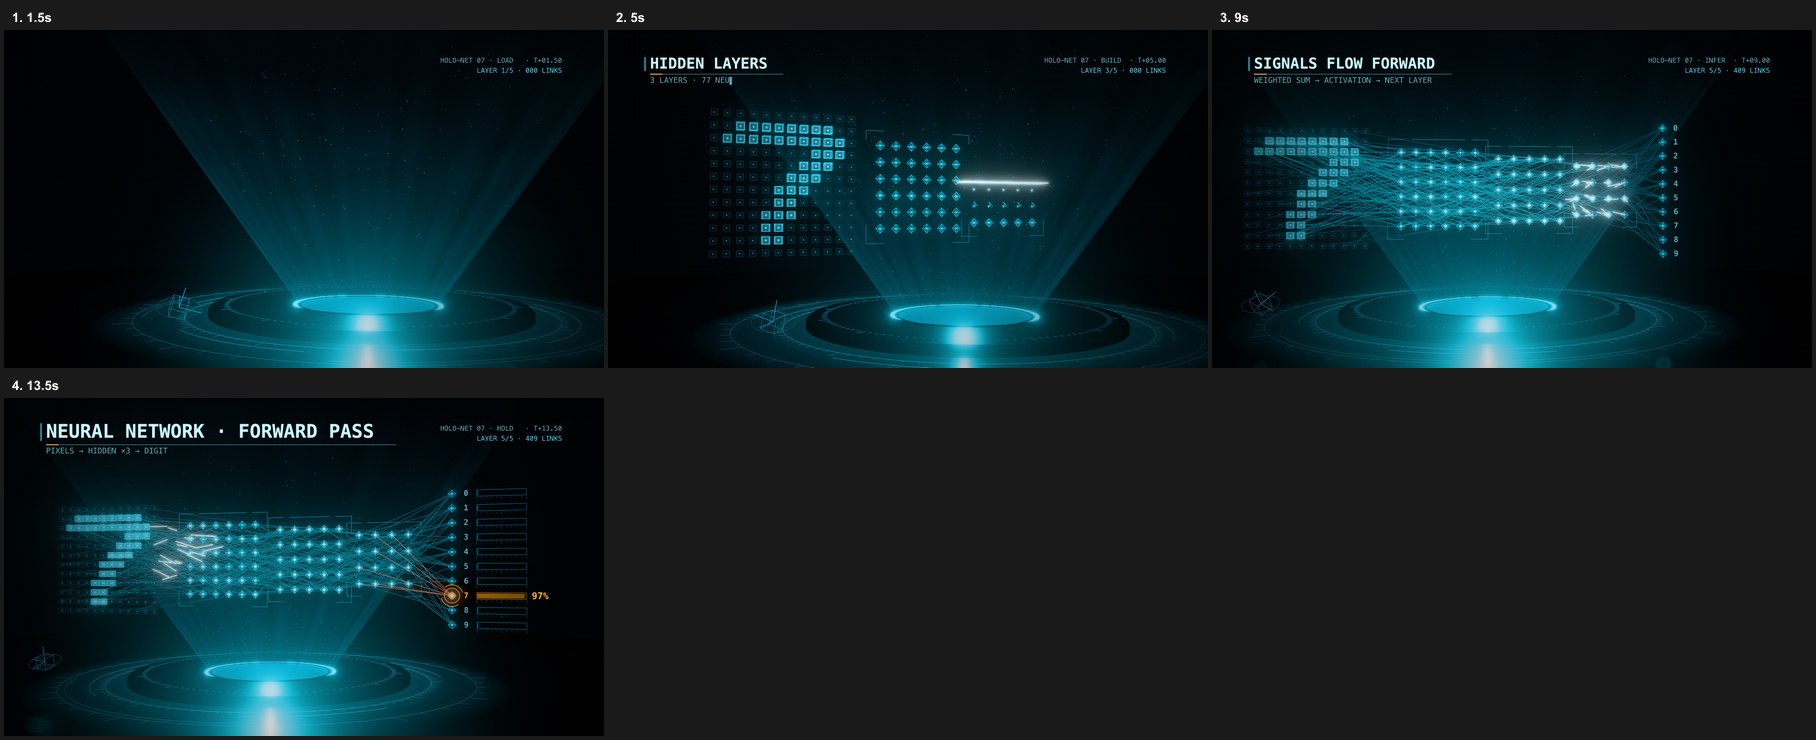 1. 1.5s
HOLO-NET 07 · LOAD · T+01.50
LAYER 1/5 · 000 LINKS
2. 5s
HIDDEN LAYERS
3 LAYERS · 77 NEU
HOLO-NET 07 · BUILD · T+05.00
LAYER 3/5 · 000 LINKS
3. 9s
SIGNALS FLOW FORWARD
WEIGHTED SUM → ACTIVATION → NEXT LAYER
HOLO-NET 07 · INFER · T+09.00
LAYER 5/5 · 409 LINKS
0
1
2
3
4
5
6
7
8
9
4. 13.5s
NEURAL NETWORK · FORWARD PASS
PIXELS → HIDDEN ×3 → DIGIT
HOLO-NET 07 · HOLD · T+13.50
LAYER 5/5 · 409 LINKS
0
1
2
3
4
5
6
7 97%
8
9